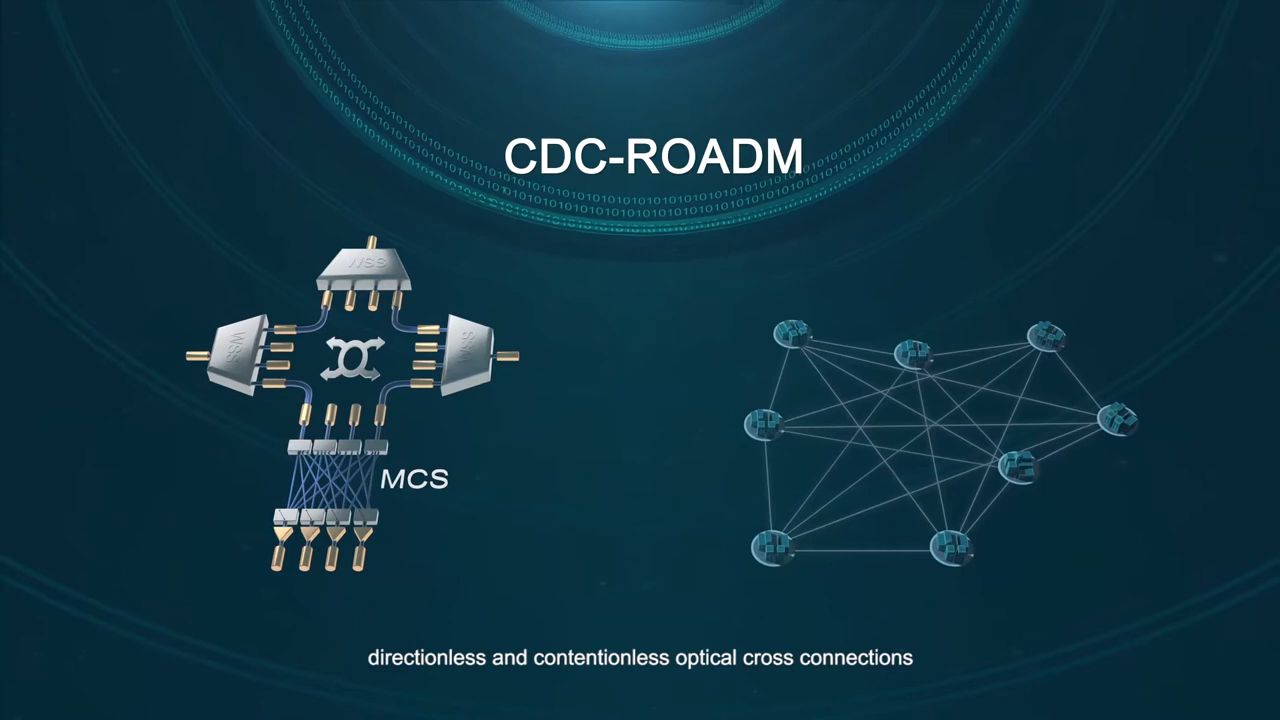 CDC-ROADM
WSS
WSS
WSS
MCS
directionless and contentionless optical cross connections